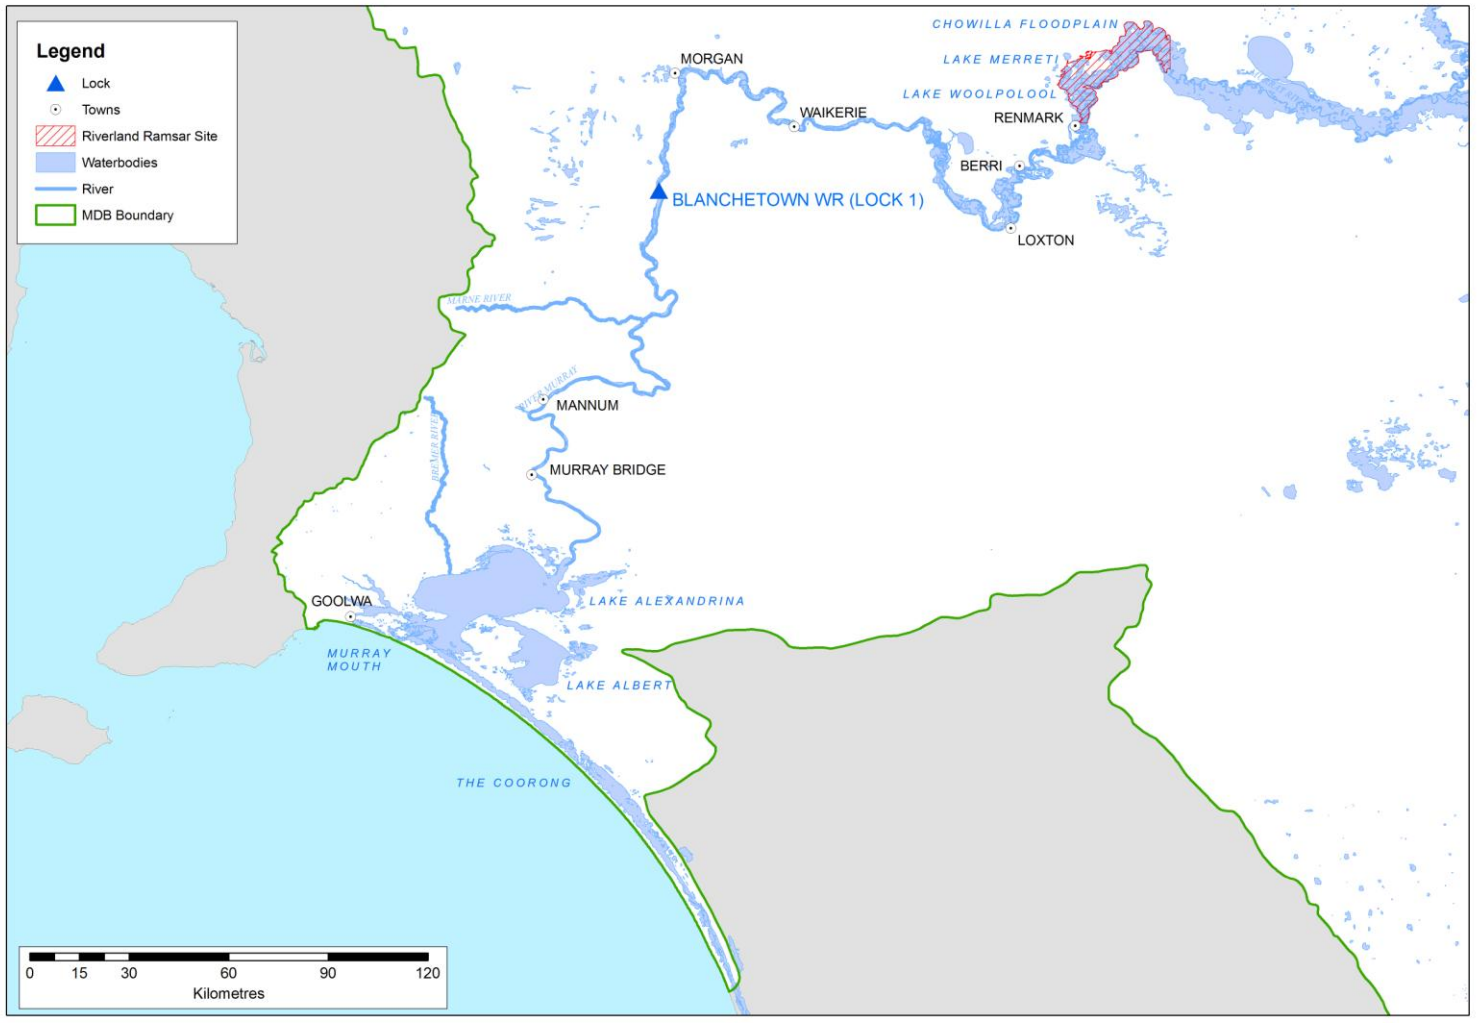 Legend
Lock
Towns
Riverland Ramsar Site
Waterbodies
River
MDB Boundary
CHOWILLA FLOODPLAIN
LAKE MERRETI
LAKE WOOLPOLOOL
RENMARK
MORGAN
WAIKERIE
BERRI
BLANCHETOWN WR (LOCK 1)
LOXTON
MARNE RIVER
RIVER MURRAY
MANNUM
BREMER RIVER
MURRAY BRIDGE
GOOLWA
LAKE ALEXANDRINA
MURRAY
MOUTH
LAKE ALBERT
THE COORONG
0 15 30 60 90 120
Kilometres